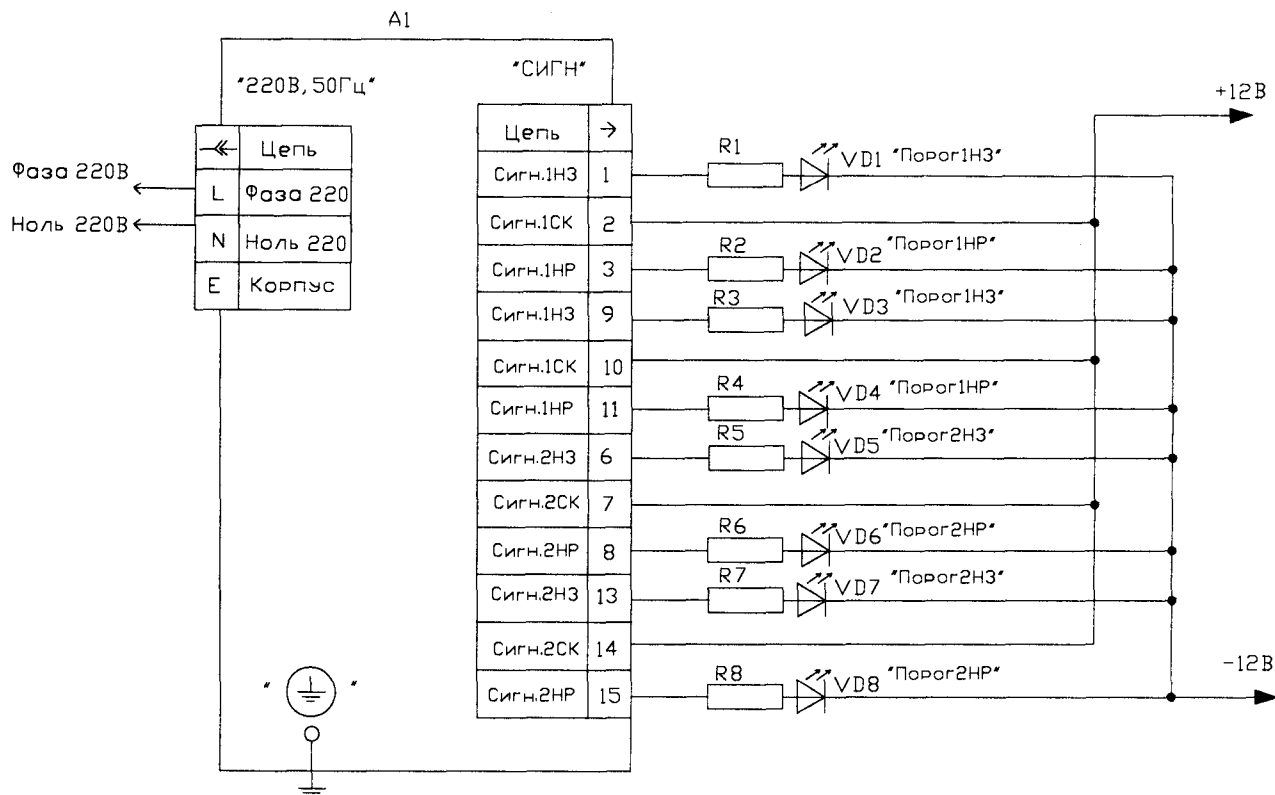 A1
"220В, 50Гц"
"СИГН"
+12В
Цепь
Фаза 220В
L Фаза 220
Ноль 220В
N Ноль 220
E Корпус
Цепь →
Сигн.1НЗ 1
R1 VD1 "Порог1НЗ"
Сигн.1СК 2
Сигн.1НР 3
R2 VD2 "Порог1НР"
Сигн.1НЗ 9
R3 VD3 "Порог1НЗ"
Сигн.1СК 10
Сигн.1НР 11
R4 VD4 "Порог1НР"
Сигн.2НЗ 6
R5 VD5 "Порог2НЗ"
Сигн.2СК 7
Сигн.2НР 8
R6 VD6 "Порог2НР"
Сигн.2НЗ 13
R7 VD7 "Порог2НЗ"
Сигн.2СК 14
Сигн.2НР 15
R8 VD8 "Порог2НР"
-12В